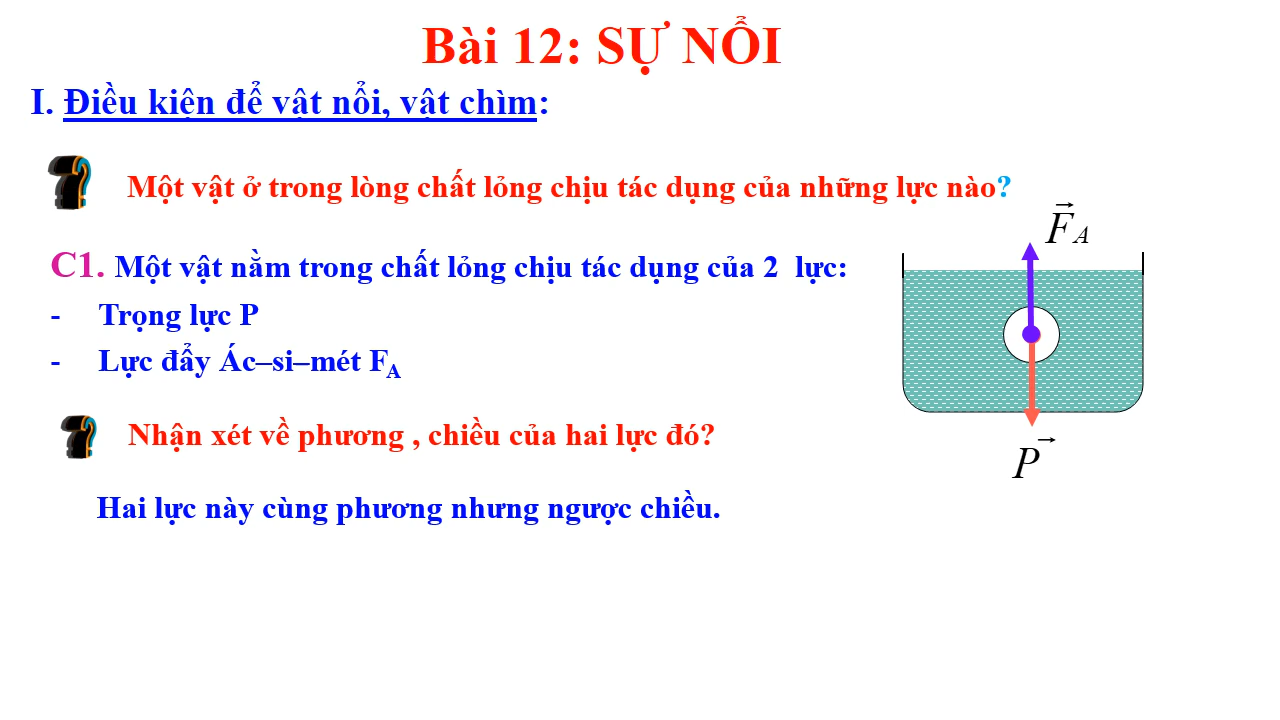 Bài 12: SỰ NỔI
I. Điều kiện để vật nổi, vật chìm:
? Một vật ở trong lòng chất lỏng chịu tác dụng của những lực nào?
C1. Một vật nằm trong chất lỏng chịu tác dụng của 2 lực:
- Trọng lực P
- Lực đẩy Ác–si–mét FA
F→A
P→
? Nhận xét về phương , chiều của hai lực đó?
Hai lực này cùng phương nhưng ngược chiều.